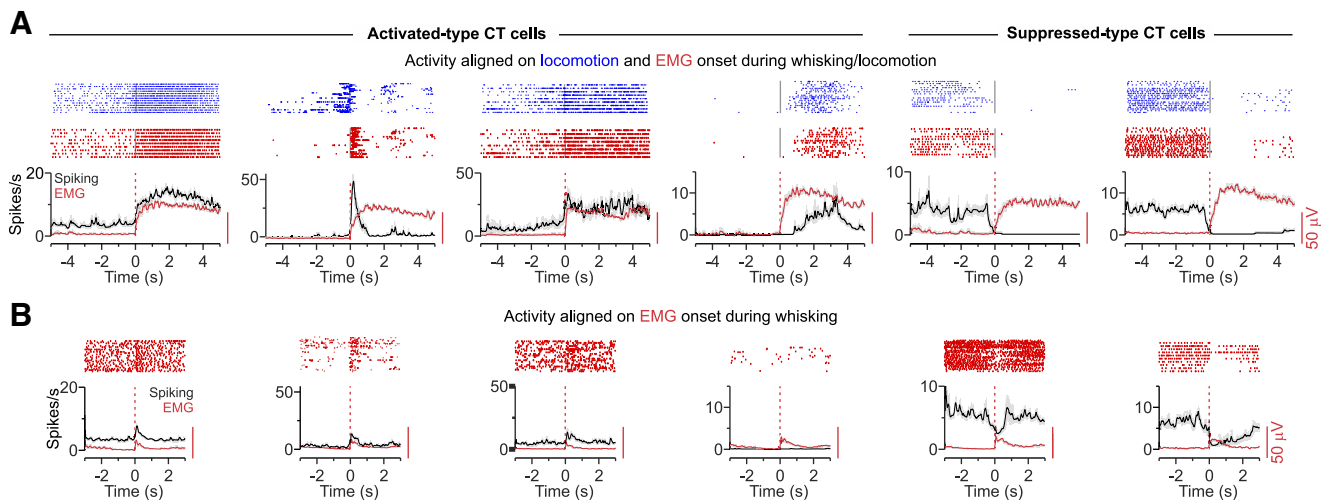 A
Activated-type CT cells
Suppressed-type CT cells
Activity aligned on locomotion and EMG onset during whisking/locomotion
Spikes/s
20
0
Spiking
EMG
-4 -2 0 2 4
Time (s)
50
0
-4 -2 0 2 4
Time (s)
50
0
-4 -2 0 2 4
Time (s)
10
0
-4 -2 0 2 4
Time (s)
10
0
-4 -2 0 2 4
Time (s)
10
0
-4 -2 0 2 4
Time (s)
50 µV
B
Activity aligned on EMG onset during whisking
Spikes/s
20
0
Spiking
EMG
-2 0 2
Time (s)
50
0
-2 0 2
Time (s)
50
0
-2 0 2
Time (s)
10
0
-2 0 2
Time (s)
10
0
-2 0 2
Time (s)
10
0
-2 0 2
Time (s)
50 µV